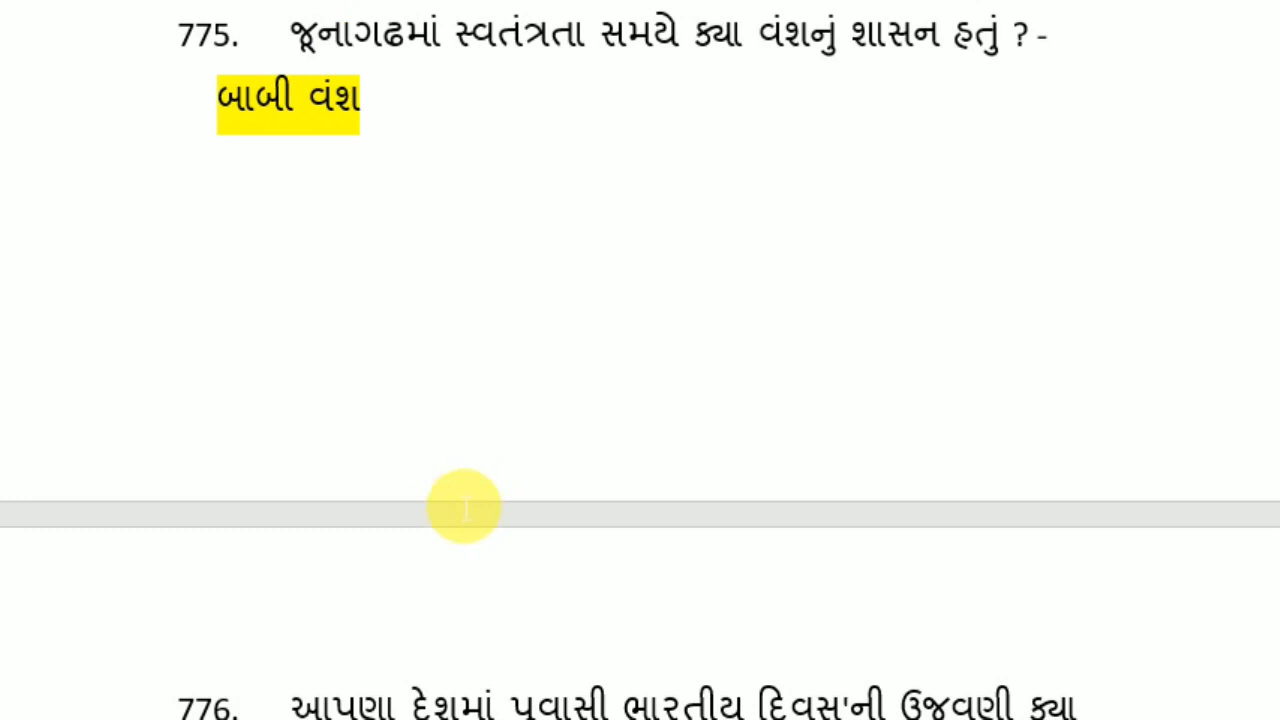 775. જૂનાગઢમાં સ્વતંત્રતા સમયે ક્યા વંશનું શાસન હતું ? -
બાબી વંશ
776. આપણા દેશમાં પ્રવાસી ભારતીય દિવસ'ની ઉજવણી ક્યા